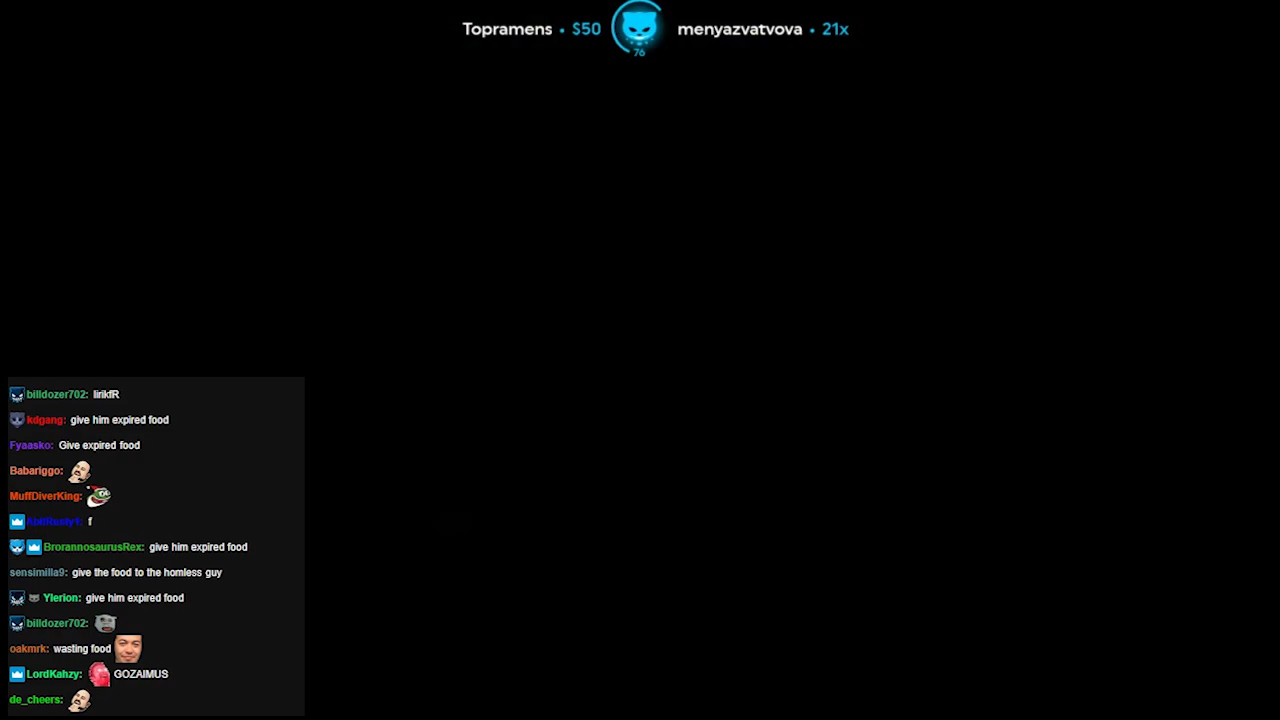 Topramens • $50 76 menyazvatvova • 21x
billdozer702: lirikfR
kdgang: give him expired food
Fyaasko: Give expired food
Babariggo:
MuffDiverKing:
f
BrorannosaurusRex: give him expired food
sensimilla9: give the food to the homless guy
Ylerion: give him expired food
billdozer702:
oakmrk: wasting food
LordKahzy: GOZAIMUS
de_cheers: